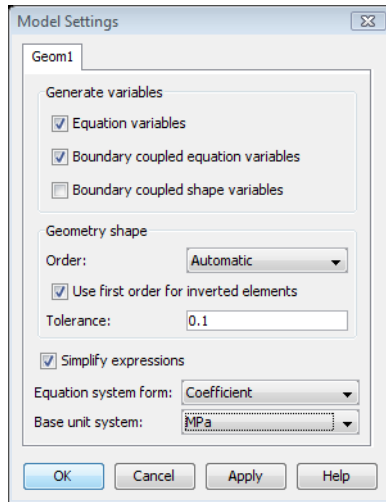 Model Settings
Geom1
Generate variables
Equation variables
Boundary coupled equation variables
Boundary coupled shape variables
Geometry shape
Order: Automatic
Use first order for inverted elements
Tolerance: 0.1
Simplify expressions
Equation system form: Coefficient
Base unit system: MPa
OK Cancel Apply Help